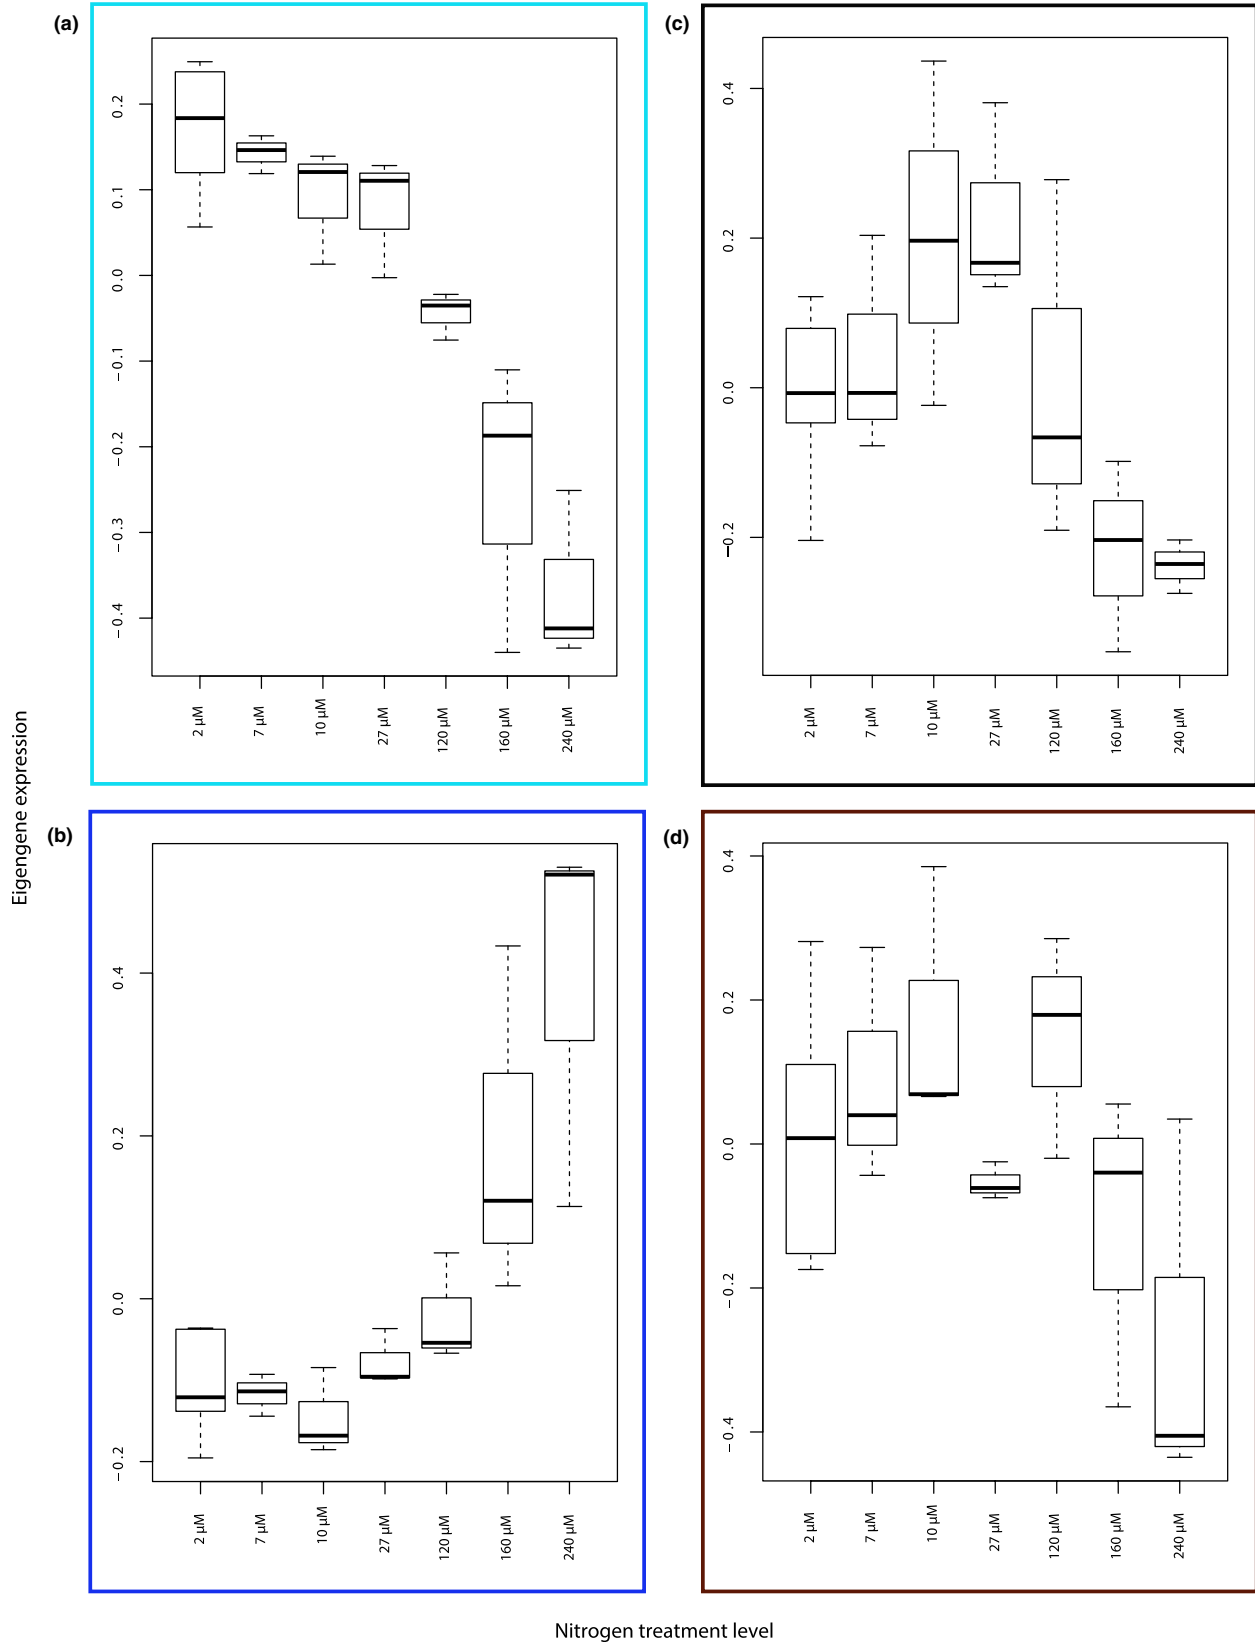 (a)
0.2
0.1
0.0
−0.1
−0.2
−0.3
−0.4
2 µM
7 µM
10 µM
27 µM
120 µM
160 µM
240 µM
(c)
0.4
0.2
0.0
−0.2
2 µM
7 µM
10 µM
27 µM
120 µM
160 µM
240 µM
Eigengene expression
(b)
0.4
0.2
0.0
−0.2
2 µM
7 µM
10 µM
27 µM
120 µM
160 µM
240 µM
(d)
0.4
0.2
0.0
−0.2
−0.4
2 µM
7 µM
10 µM
27 µM
120 µM
160 µM
240 µM
Nitrogen treatment level